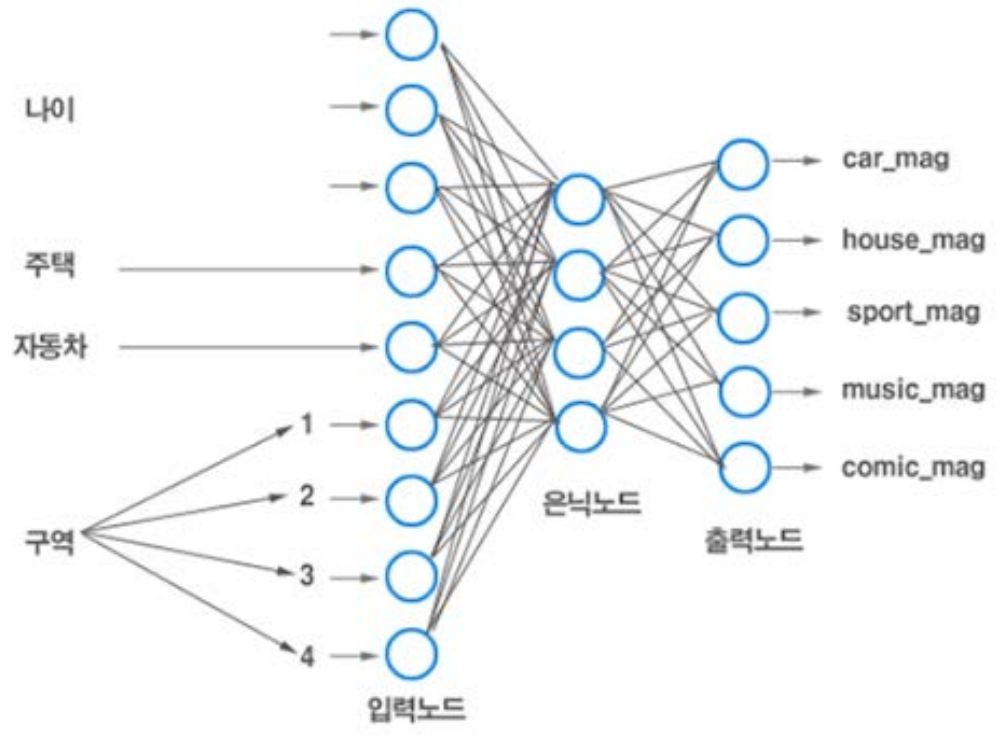 나이
주택
자동차
구역
1
2
3
4
입력노드
은닉노드
출력노드
car_mag
house_mag
sport_mag
music_mag
comic_mag